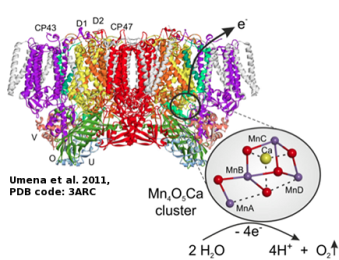 CP43
D1
D2
CP47
e-
V
O
U
Umena et al. 2011,
PDB code: 3ARC
Mn4O5Ca
cluster
MnC
Ca
MnB
MnD
MnA
- 4e-
2 H2O
4H+ + O2↑